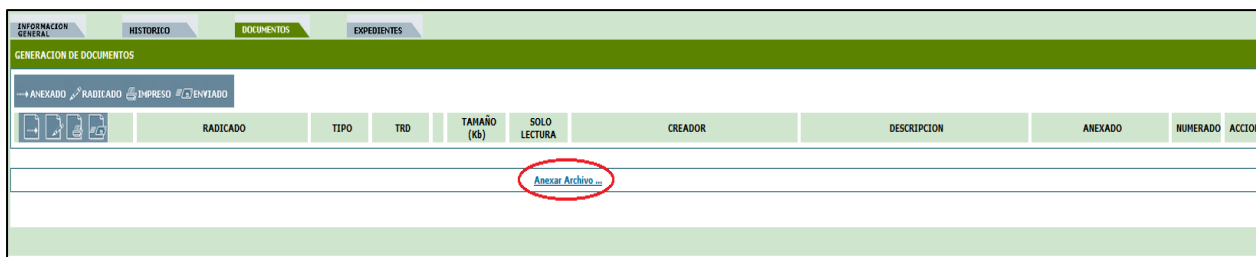 INFORMACION GENERAL HISTORICO DOCUMENTOS EXPEDIENTES
GENERACION DE DOCUMENTOS
ANEXADO RADICADO IMPRESO ENVIADO
RADICADO TIPO TRD TAMAÑO (Kb) SOLO LECTURA CREADOR DESCRIPCION ANEXADO NUMERADO ACCION
Anexar Archivo ...